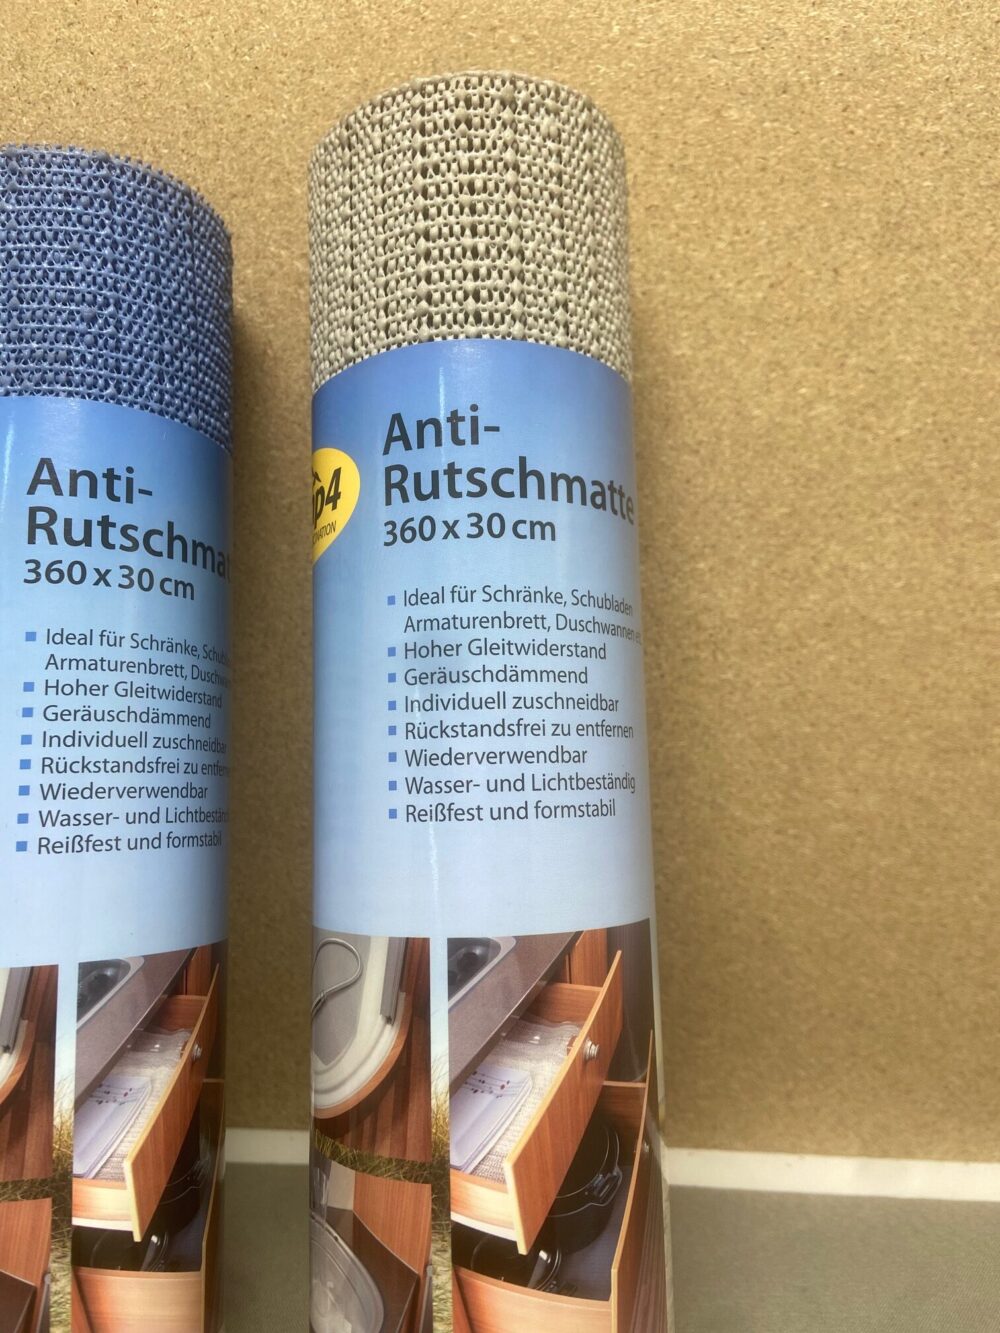 Anti-
Rutschmatte
360 x 30 cm
Ideal für Schränke, Schubladen
Armaturenbrett, Duschwannen
Hoher Gleitwiderstand
Geräuschdämmend
Individuell zuschneidbar
Rückstandsfrei zu entfernen
Wiederverwendbar
Wasser- und Lichtbeständig
Reißfest und formstabil
Anti-
360 x 30 cm
Ideal für Schränke,
Armaturenbrett,
Hoher Gleitwiderstand
Geräuschdämmend
Individuell zuschneidbar
Rückstandsfrei zu
Wiederverwendbar
Wasser- und
Reißfest und formstabil